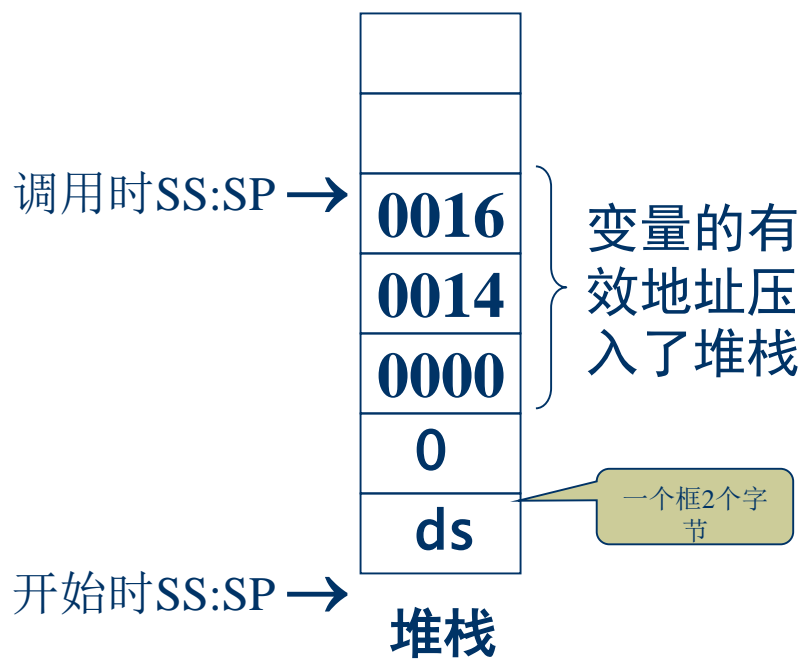 调用时SS:SP
0016
0014
0000
0
ds
变量的有
效地址压
入了堆栈
一个框2个字
节
开始时SS:SP
堆栈